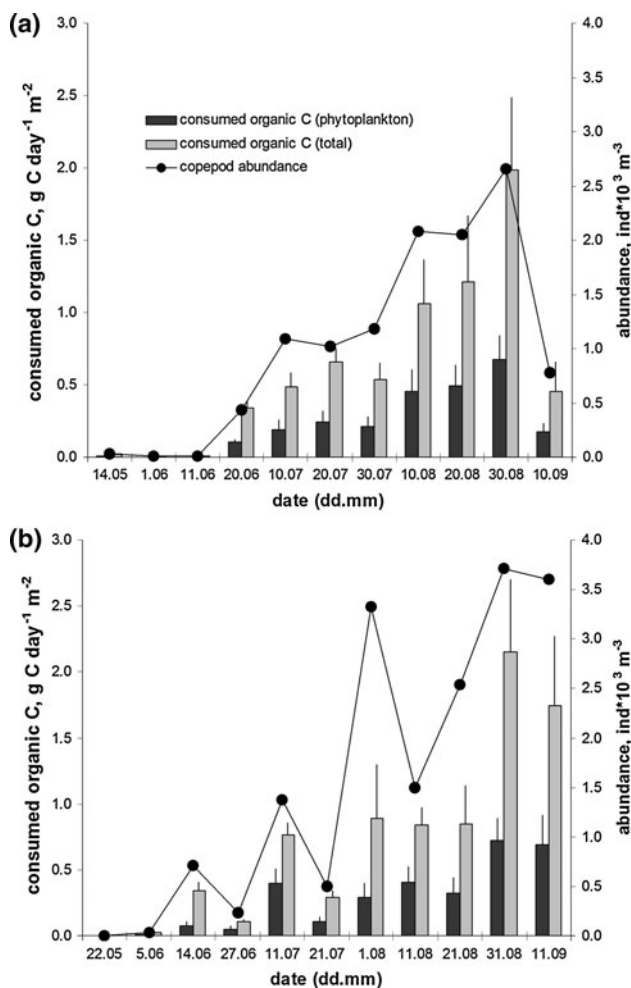 (a)
3.0
2.5
2.0
1.5
1.0
0.5
0.0
consumed organic C, g C day⁻¹ m⁻²
consumed organic C (phytoplankton)
consumed organic C (total)
copepod abundance
4.0
3.5
3.0
2.5
2.0
1.5
1.0
0.5
0.0
abundance, ind*10³ m⁻³
14.05 1.06 11.06 20.06 10.07 20.07 30.07 10.08 20.08 30.08 10.09
date (dd.mm)
(b)
3.0
2.5
2.0
1.5
1.0
0.5
0.0
consumed organic C, g C day⁻¹ m⁻²
4.0
3.5
3.0
2.5
2.0
1.5
1.0
0.5
0.0
abundance, ind*10³ m⁻³
22.05 5.06 14.06 27.06 11.07 21.07 1.08 11.08 21.08 31.08 11.09
date (dd.mm)